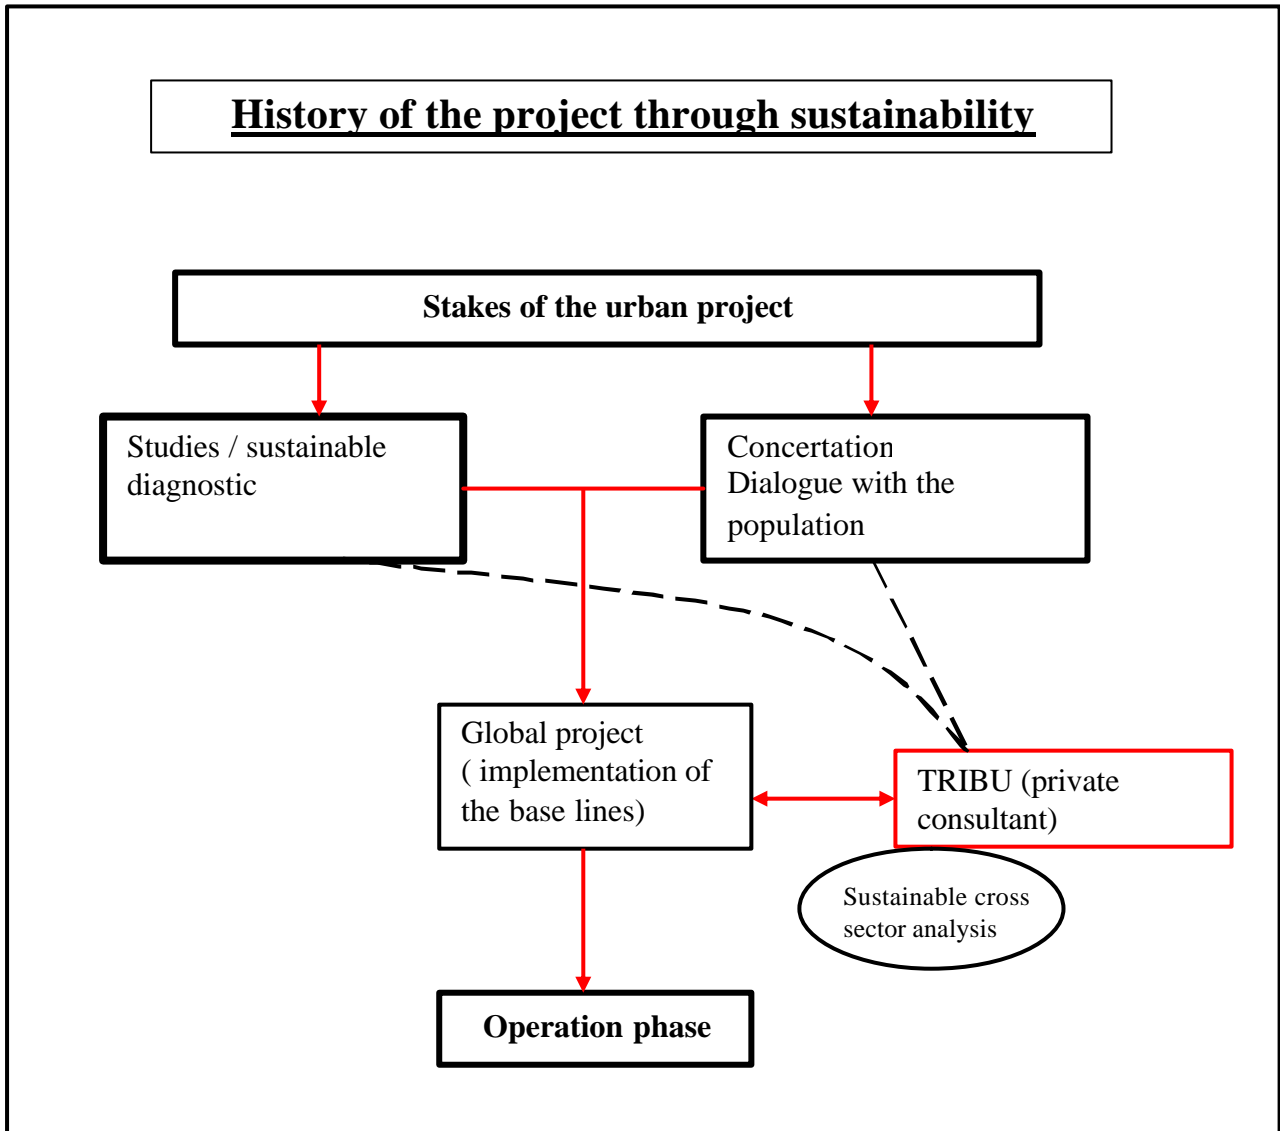 History of the project through sustainability
Stakes of the urban project
Studies / sustainable
diagnostic
Concertation
Dialogue with the
population
Global project
( implementation of
the base lines)
TRIBU (private
consultant)
Sustainable cross
sector analysis
Operation phase